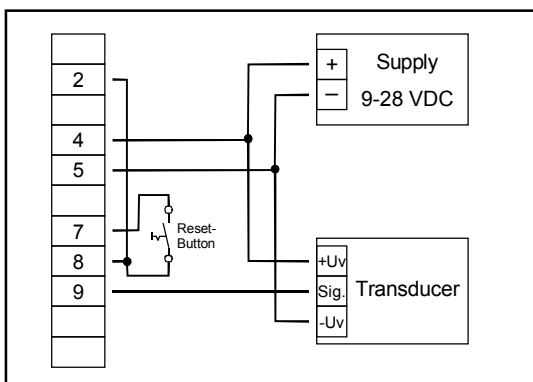 2
4
5
7
8
9
Reset-
Button
+
−
Supply
9-28 VDC
+Uv
Sig.
-Uv
Transducer